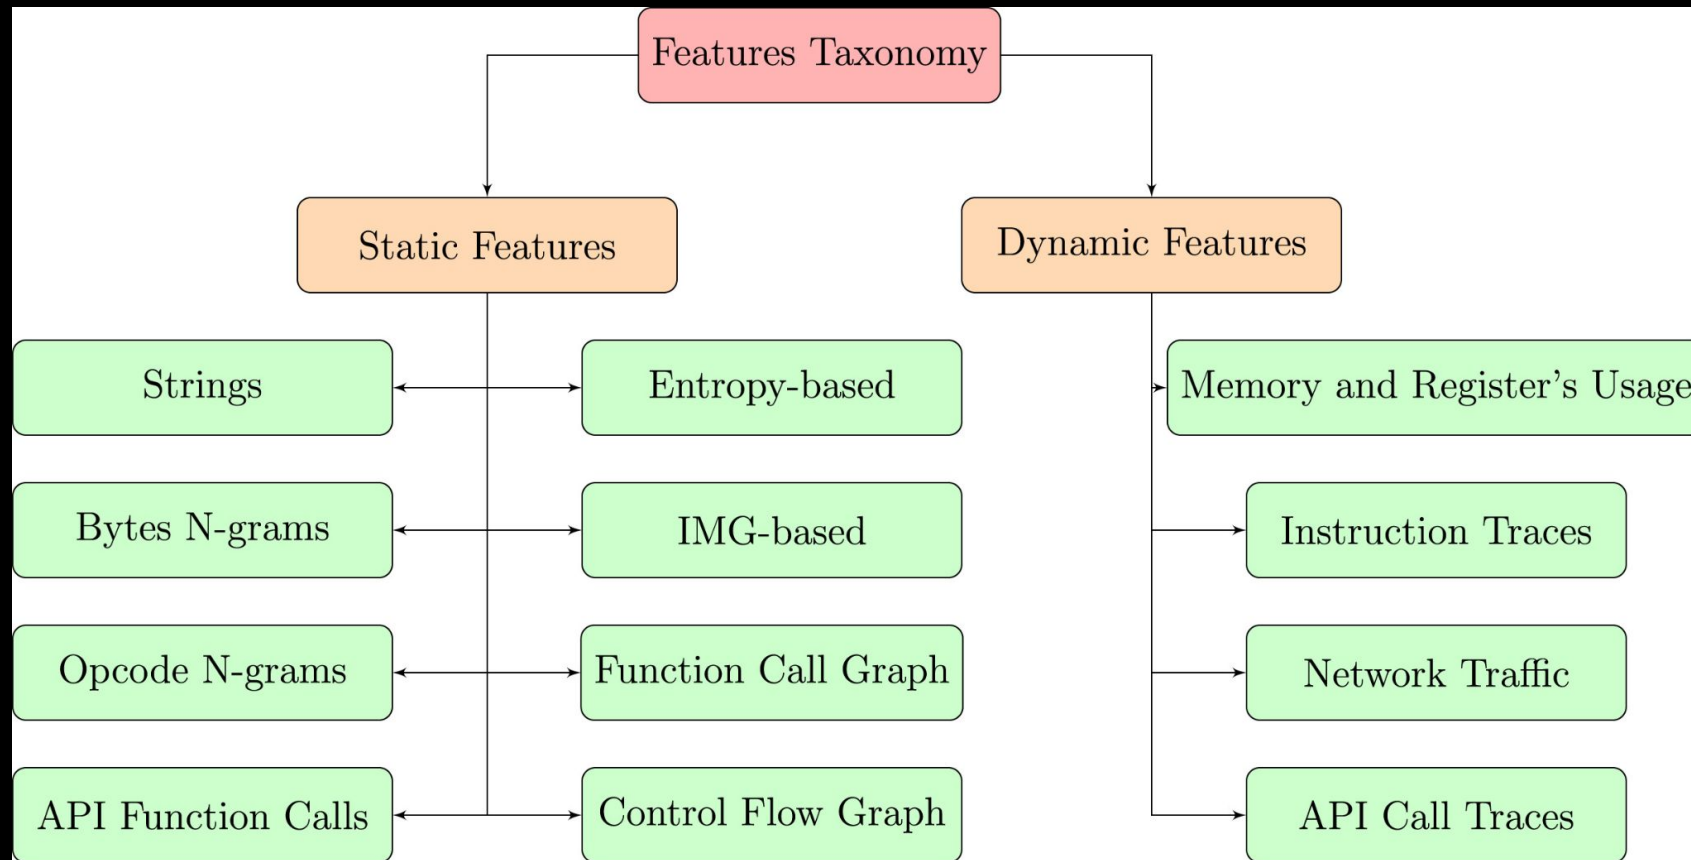 Features Taxonomy
Static Features
Dynamic Features
Strings
Entropy-based
Memory and Register's Usage
Bytes N-grams
IMG-based
Instruction Traces
Opcode N-grams
Function Call Graph
Network Traffic
API Function Calls
Control Flow Graph
API Call Traces